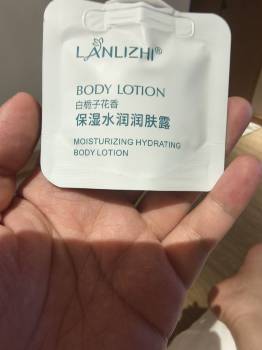 LANLIZHI®
BODY LOTION
白栀子花香
保湿水润润肤露
MOISTURIZING HYDRATING
BODY LOTION